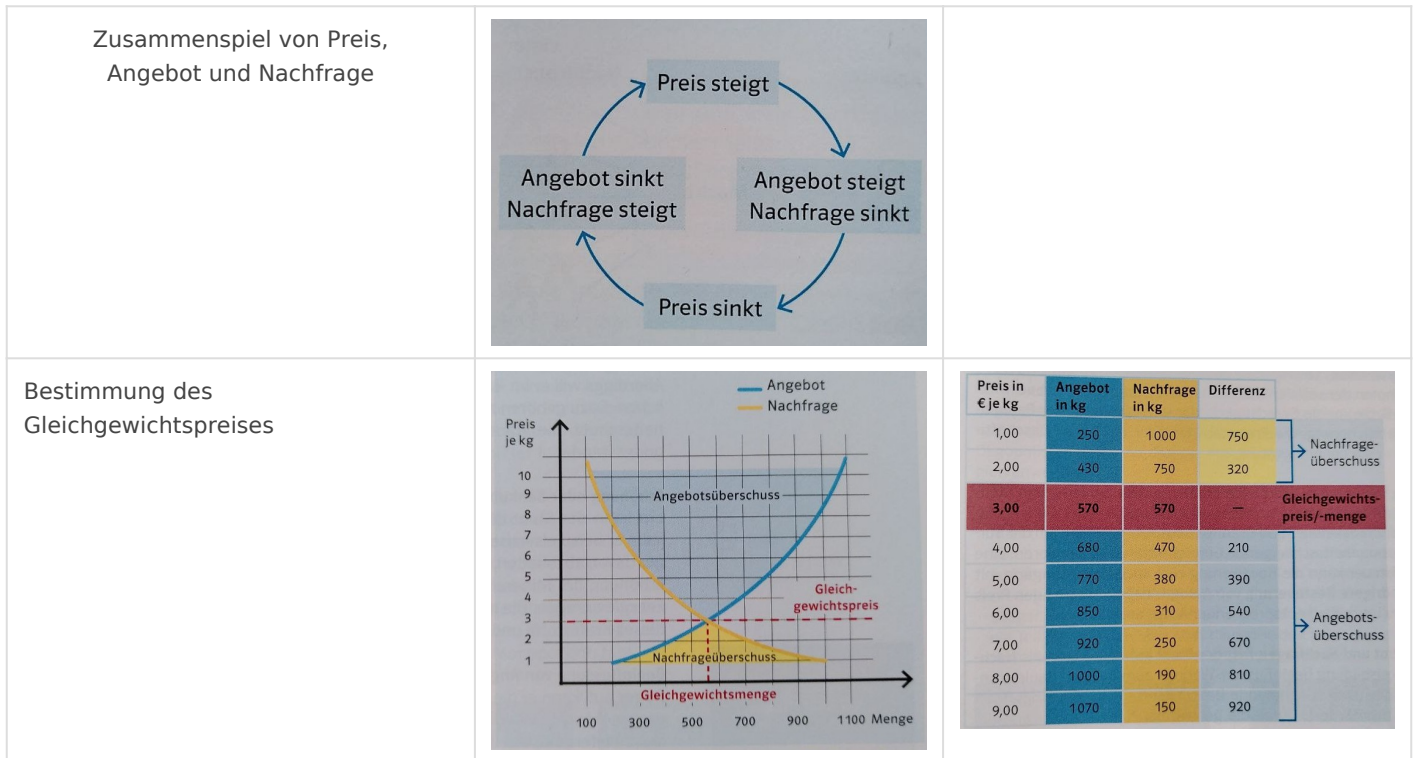 Zusammenspiel von Preis,
Angebot und Nachfrage
Preis steigt
Angebot sinkt
Nachfrage steigt
Angebot steigt
Nachfrage sinkt
Preis sinkt
Bestimmung des
Gleichgewichtspreises
Angebot
Nachfrage
Preis
je kg
10
9
8
7
6
5
4
3
2
1
Angebotsüberschuss
Gleich-
gewichtspreis
Nachfrageüberschuss
Gleichgewichtsmenge
100 300 500 700 900 1100 Menge
Preis in
€ je kg
Angebot
in kg
Nachfrage
in kg
Differenz
1,00 250 1000 750
2,00 430 750 320
Nachfrage-
überschuss
3,00 570 570 —
Gleichgewichts-
preis/-menge
4,00 680 470 210
5,00 770 380 390
6,00 850 310 540
7,00 920 250 670
8,00 1000 190 810
9,00 1070 150 920
Angebots-
überschuss